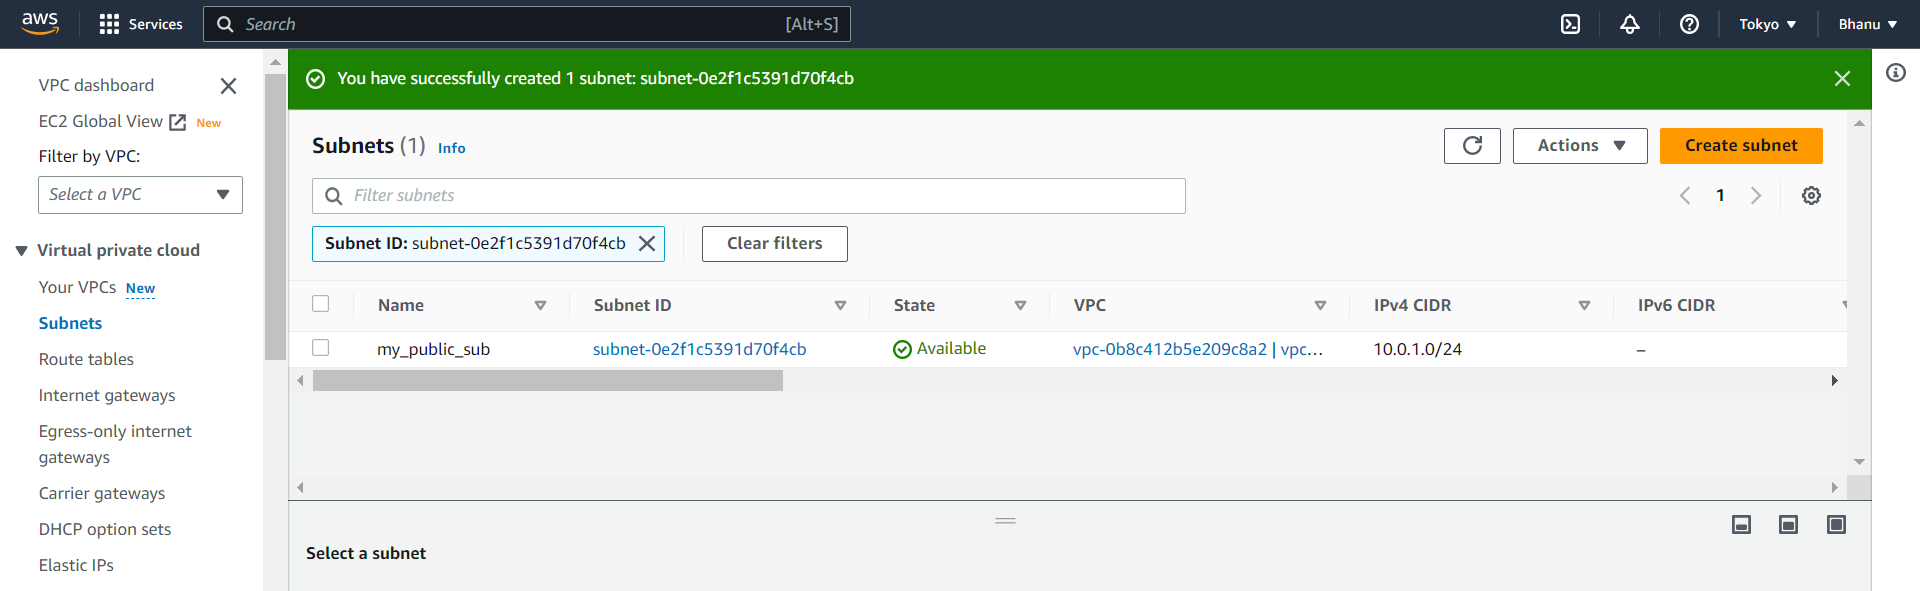 aws Services Search [Alt+S] Tokyo Bhanu
VPC dashboard
EC2 Global View New
Filter by VPC:
Select a VPC
Virtual private cloud
Your VPCs New
Subnets
Route tables
Internet gateways
Egress-only internet
gateways
Carrier gateways
DHCP option sets
Elastic IPs
You have successfully created 1 subnet: subnet-0e2f1c5391d70f4cb
Subnets (1) Info
Actions
Create subnet
Filter subnets
1
Subnet ID: subnet-0e2f1c5391d70f4cb
Clear filters
Name Subnet ID State VPC IPv4 CIDR IPv6 CIDR
my_public_sub subnet-0e2f1c5391d70f4cb Available vpc-0b8c412b5e209c8a2 | vpc... 10.0.1.0/24 –
Select a subnet